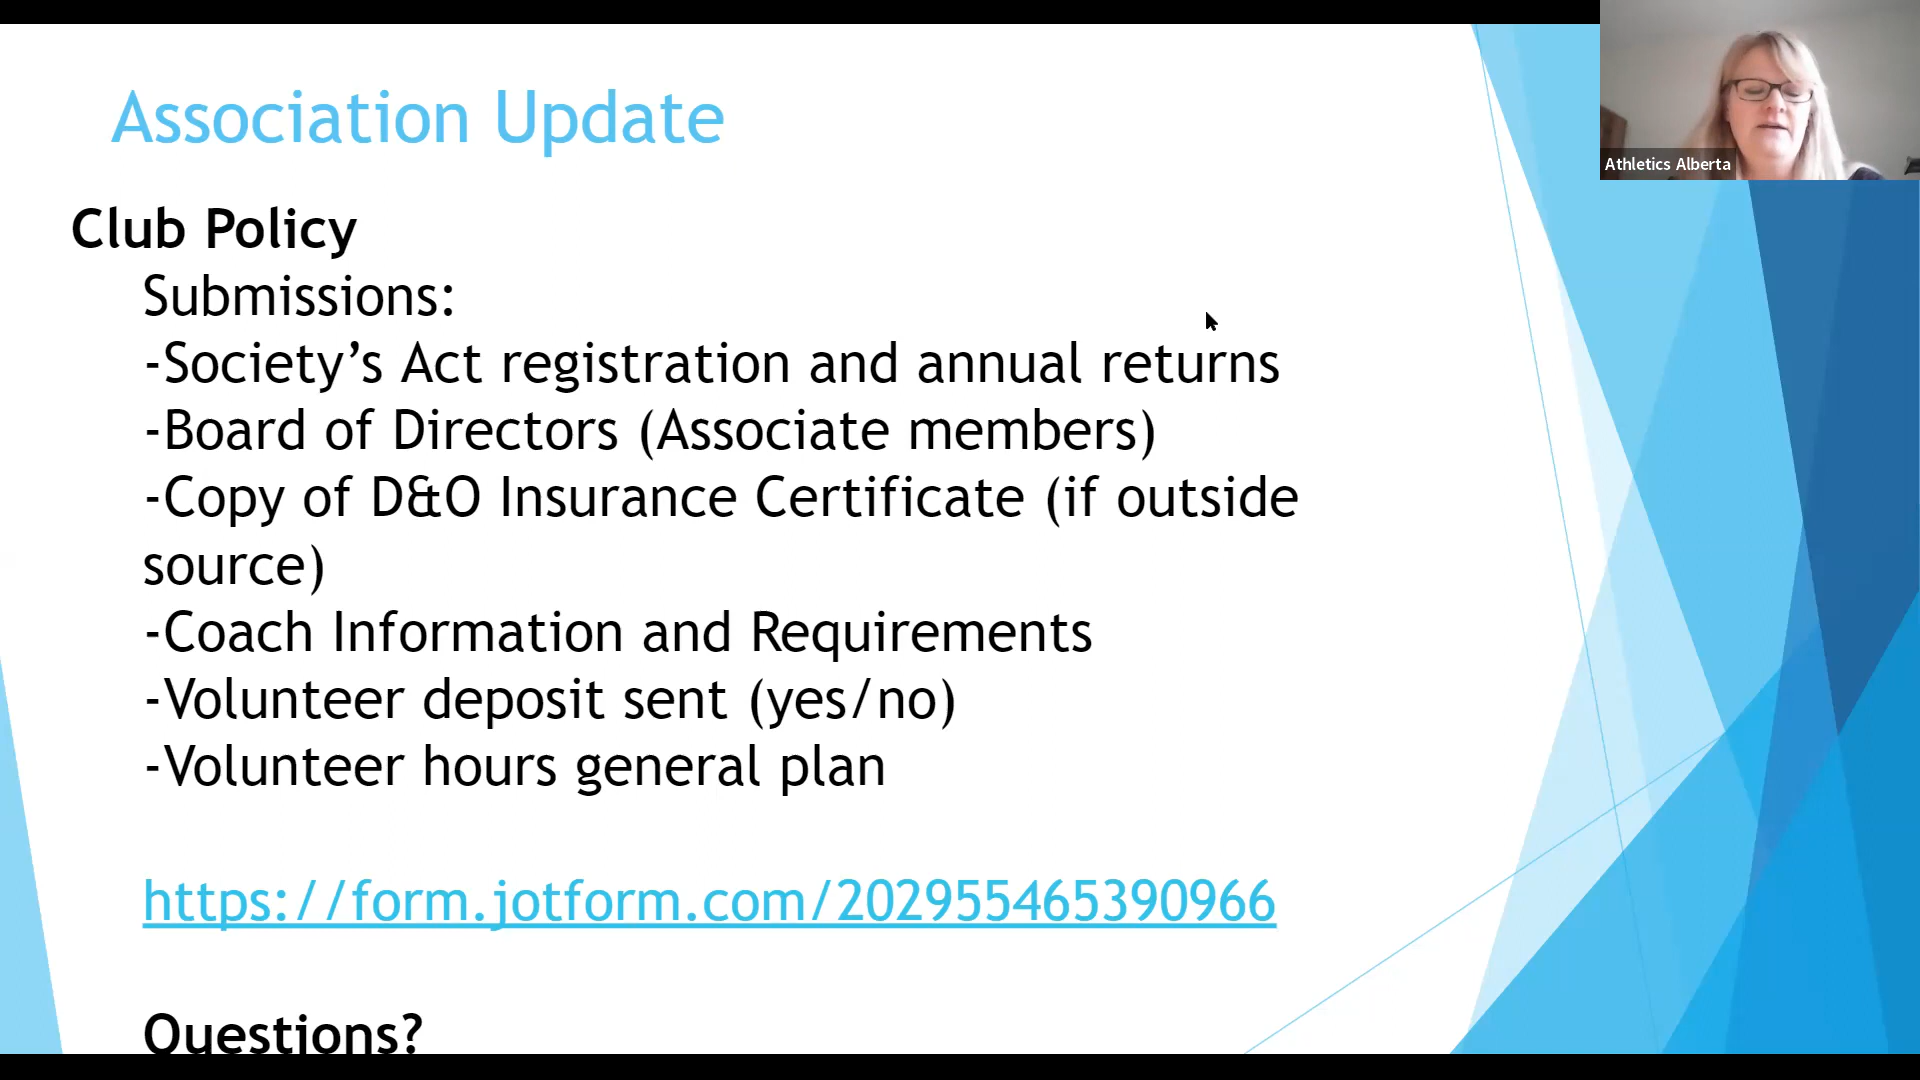 Association Update
Athletics Alberta
Club Policy
Submissions:
-Society’s Act registration and annual returns
-Board of Directors (Associate members)
-Copy of D&O Insurance Certificate (if outside
source)
-Coach Information and Requirements
-Volunteer deposit sent (yes/no)
-Volunteer hours general plan
https://form.jotform.com/202955465390966
Questions?